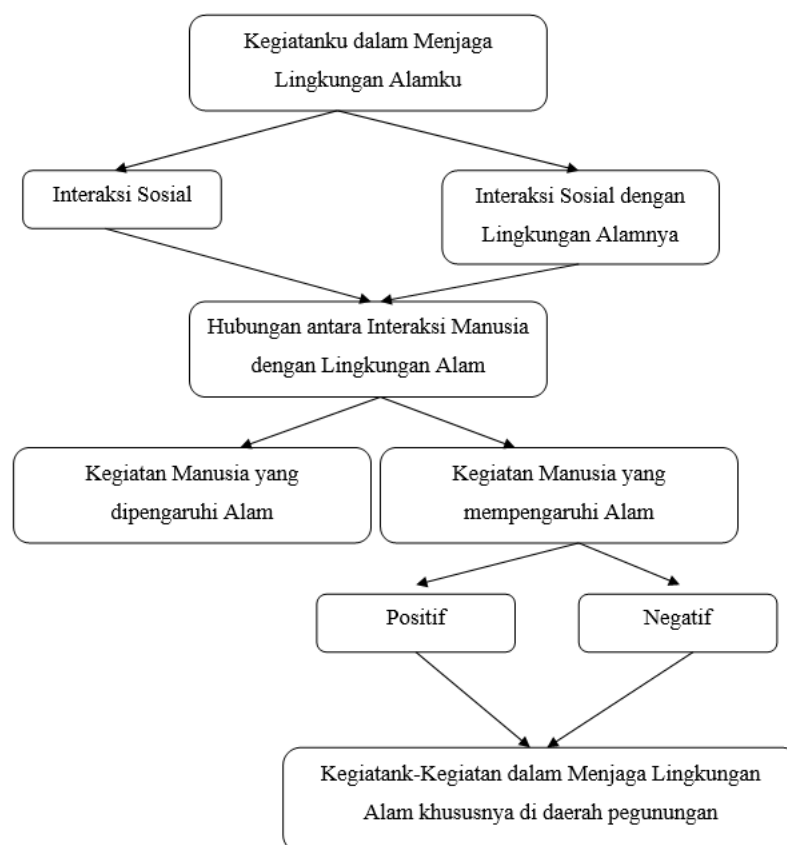 Kegiatanku dalam Menjaga
Lingkungan Alamku
Interaksi Sosial
Interaksi Sosial dengan
Lingkungan Alamnya
Hubungan antara Interaksi Manusia
dengan Lingkungan Alam
Kegiatan Manusia yang
dipengaruhi Alam
Kegiatan Manusia yang
mempengaruhi Alam
Positif
Negatif
Kegiatank-Kegiatan dalam Menjaga Lingkungan
Alam khususnya di daerah pegunungan